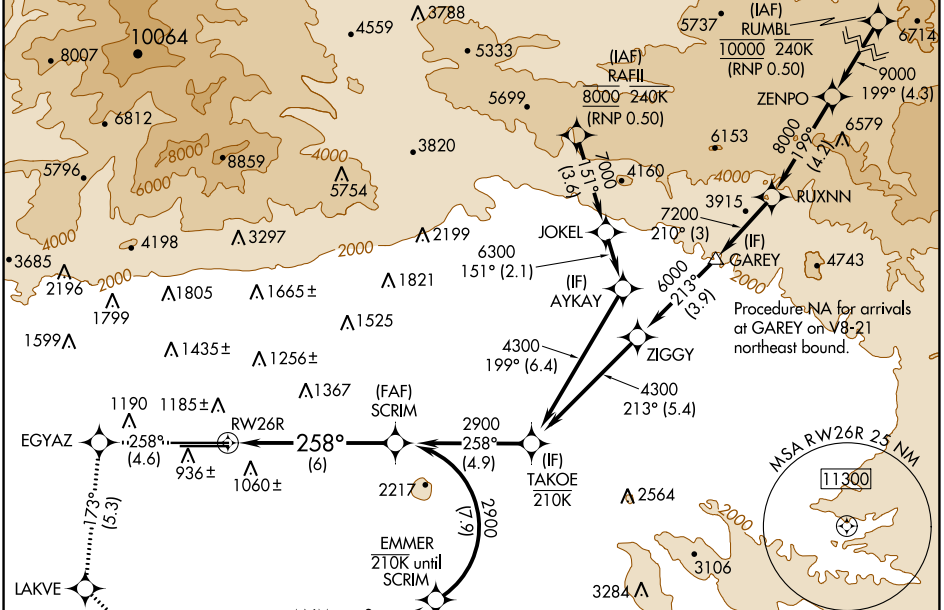 3788
4559
10064
8007
5333
(IAF)
RAFII
8000 240K
(RNP 0.50)
5737
(IAF)
RUMBL
10000 240K
(RNP 0.50)
6714
9000
199° (4.3)
ZENPO
5699
6812
6153
8000
199°
(4.2)
6579
8000
8859
3820
4000
5754
7000
151°
(3.6)
4160
4000
3915
RUXNN
5796
6000
7200
210° (3)
4000
4198
3297
2199
2000
JOKEL
(IF)
GAREY
4743
3685
2196
2000
1799
1805
1665±
1821
6300
151° (2.1)
(IF)
AYKAY
6000
213°
(3.9)
2000
Procedure NA for arrivals
at GAREY on V8-21
northeast bound.
1599
1435±
1256±
1525
4300
199° (6.4)
ZIGGY
4300
213° (5.4)
1367
1190
1185±
RW26R
(FAF)
SCRIM
EGYAZ
258°
(4.6)
258°
(6)
2900
258°
(4.9)
(IF)
TAKOE
210K
936±
1060±
2217
2900
(7.9)
2564
2000
MSA RW26R 25 NM
11300
173°
(5.3)
EMMER
210K until
SCRIM
3106
LAKVE
3284